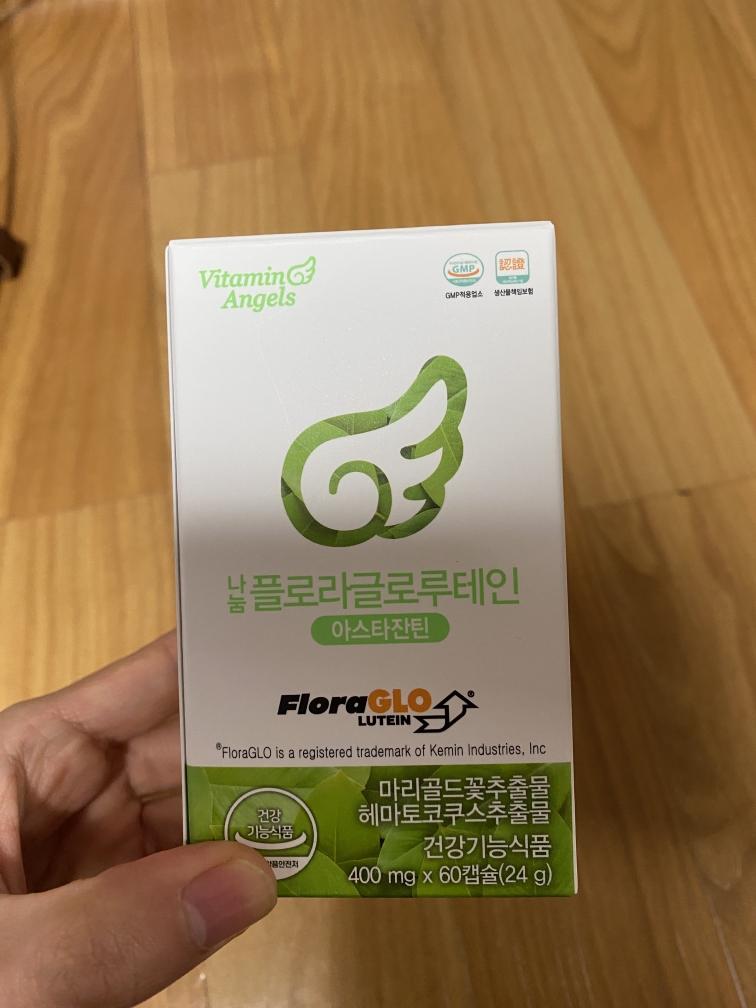 Vitamin
Angels
GMP
GMP적용업소
認證
생산물책임보험
나눔
플로라글로루테인
아스타잔틴
FloraGLO®
LUTEIN
®FloraGLO is a registered trademark of Kemin Industries, Inc
마리골드꽃추출물
헤마토코쿠스추출물
건강기능식품
400 mg x 60캡슐(24 g)
건강
기능식품